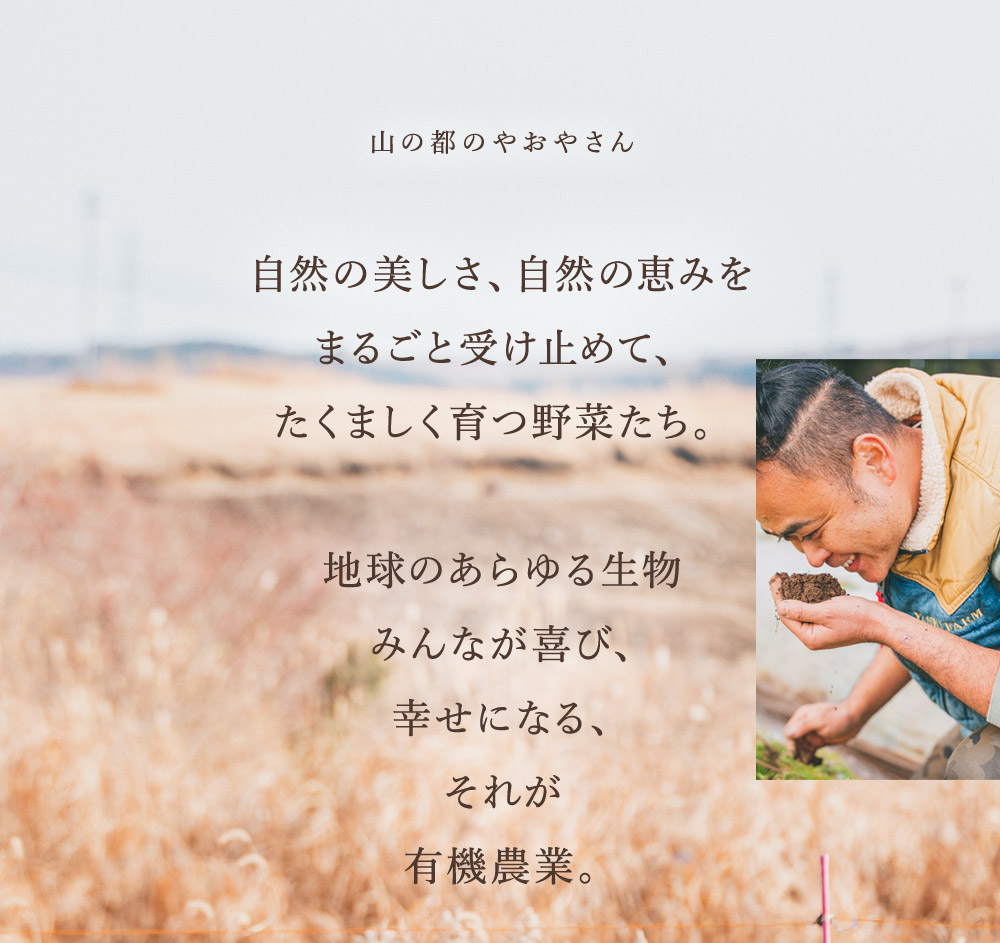 山の都のやおやさん
自然の美しさ、自然の恵みを
まるごと受け止めて、
たくましく育つ野菜たち。
地球のあらゆる生物
みんなが喜び、
幸せになる、
それが
有機農業。
FARM